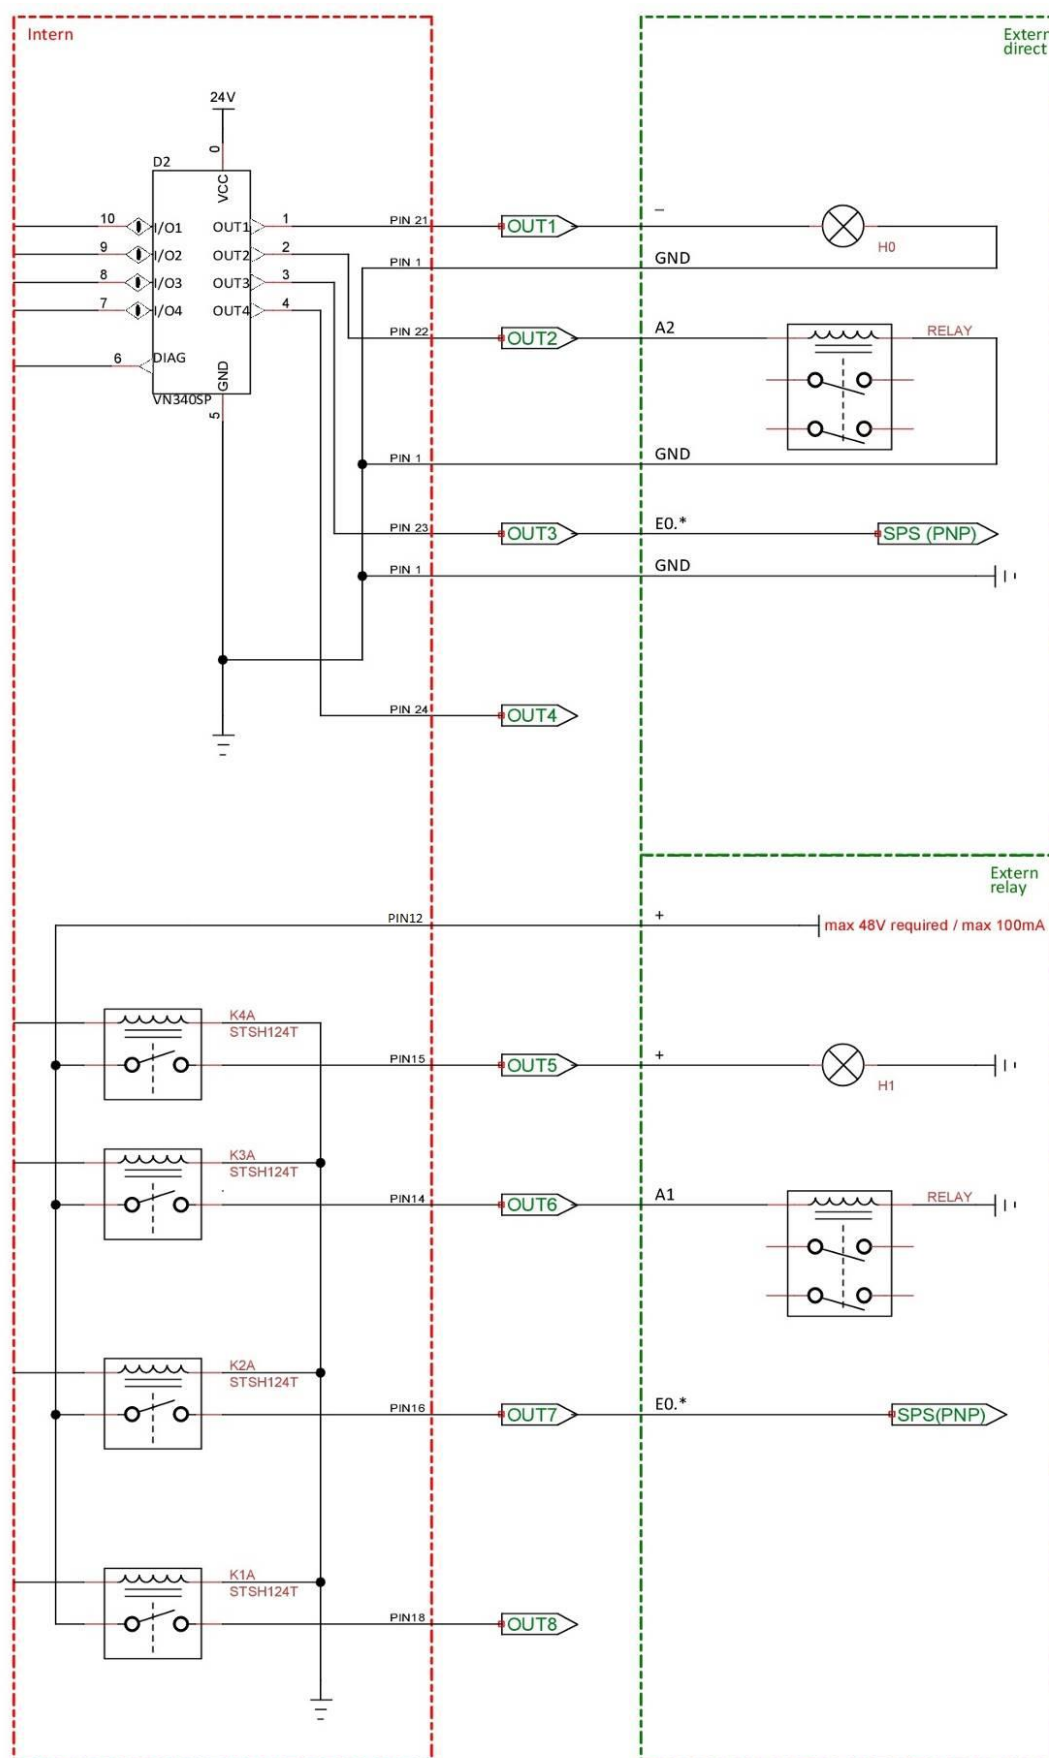 Intern
Extern
direct
24V
0
D2
VCC
10 I/O1 OUT1 1 PIN 21 OUT1 – H0
9 I/O2 OUT2 2 PIN 1 GND
8 I/O3 OUT3 3
7 I/O4 OUT4 4 PIN 22 OUT2 A2 RELAY
6 DIAG
GND
VN340SP
5
PIN 1 GND
PIN 23 OUT3 E0.* SPS (PNP)
PIN 1 GND
PIN 24 OUT4
Extern
relay
PIN12 + max 48V required / max 100mA
K4A
STSH124T
PIN15 OUT5 + H1
K3A
STSH124T
PIN14 OUT6 A1 RELAY
K2A
STSH124T
PIN16 OUT7 E0.* SPS(PNP)
K1A
STSH124T
PIN18 OUT8